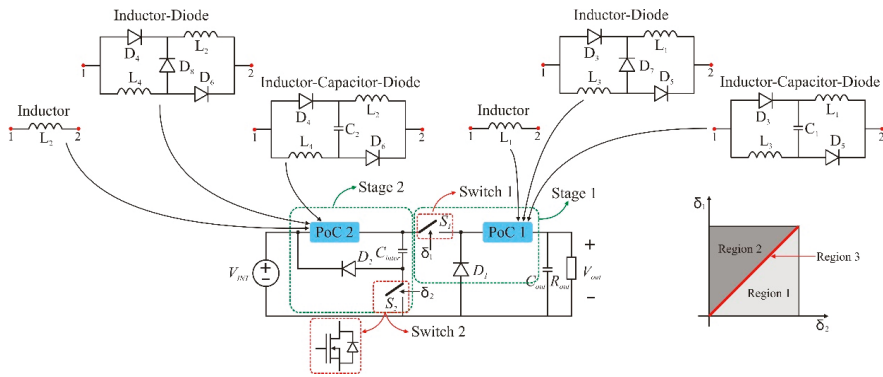 Inductor-Diode
D4
L2
D8
L4
D6
1
2
Inductor
1
2
L2
Inductor-Capacitor-Diode
D4
L2
C2
L4
D6
1
2
Inductor
1
2
L1
Inductor-Diode
D3
L1
D7
L3
D5
1
2
Inductor-Capacitor-Diode
D3
L1
C1
L3
D5
1
2
Stage 2
Switch 1
Stage 1
PoC 2
S1
PoC 1
δ1
Cinter
D2
D1
VINT
S2
δ2
Cout
Rout
+
Vout
−
Switch 2
δ1
Region 2
Region 3
Region 1
δ2